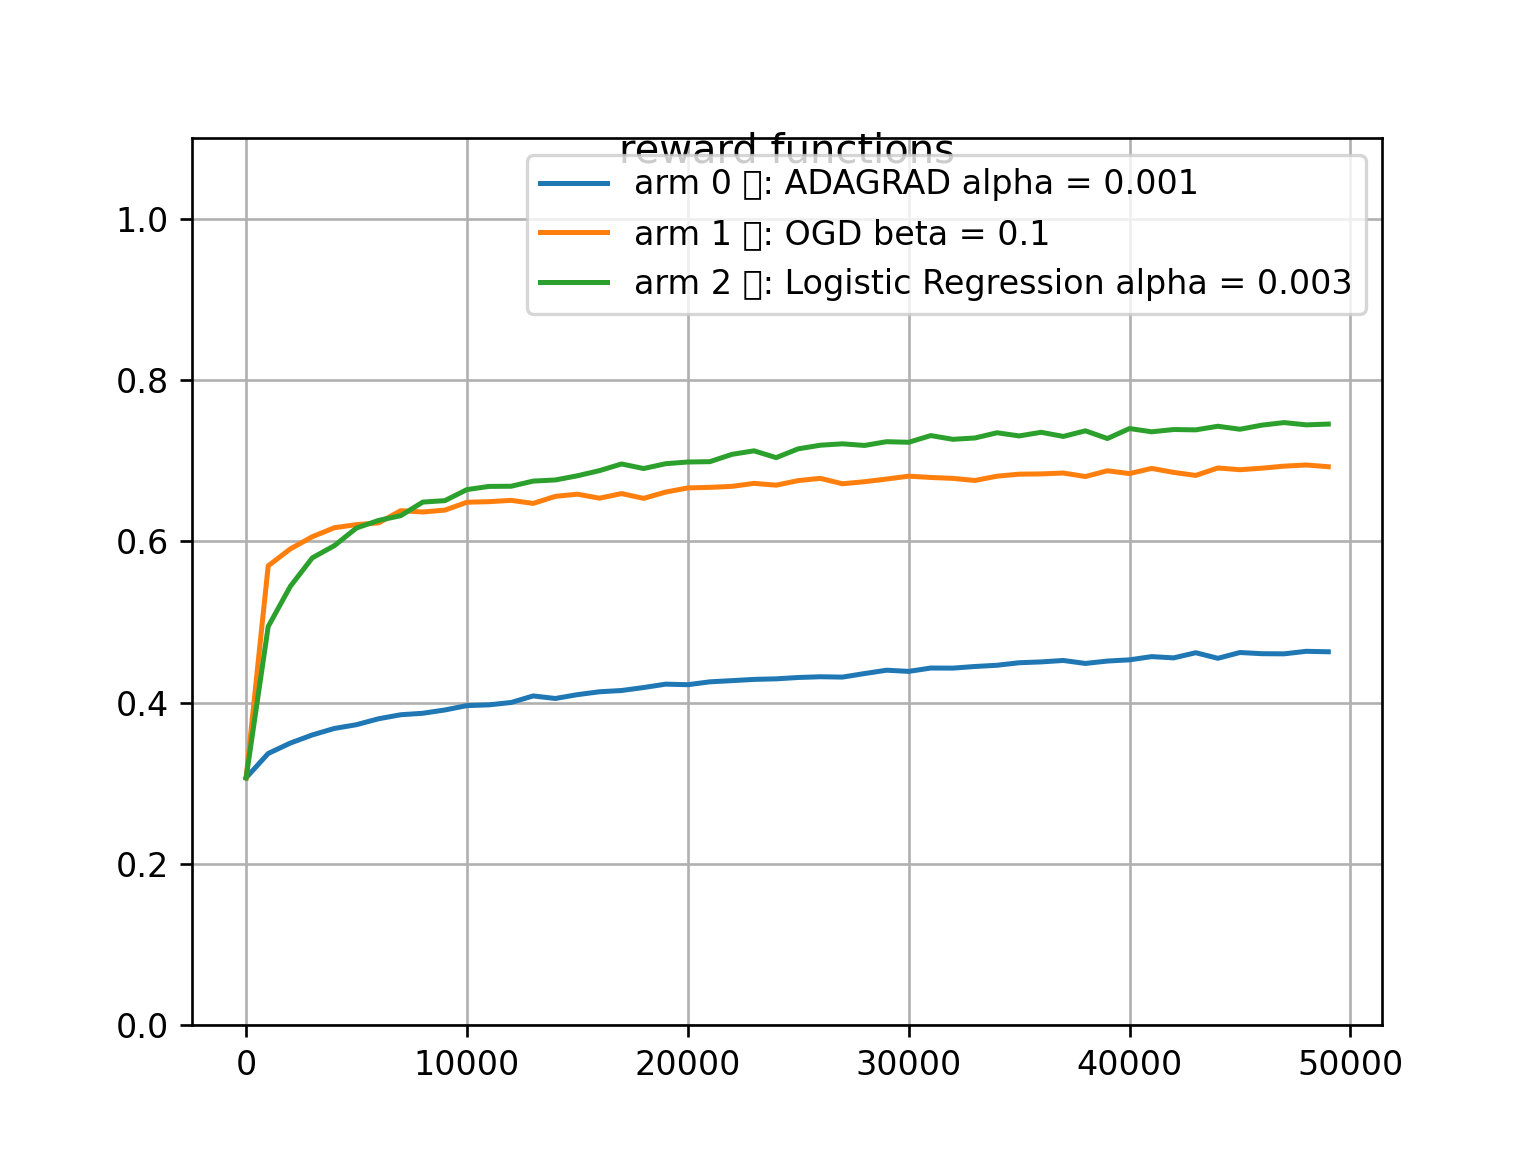 reward functions
arm 0 : ADAGRAD alpha = 0.001
arm 1 : OGD beta = 0.1
arm 2 : Logistic Regression alpha = 0.003
1.0
0.8
0.6
0.4
0.2
0.0
0 10000 20000 30000 40000 50000